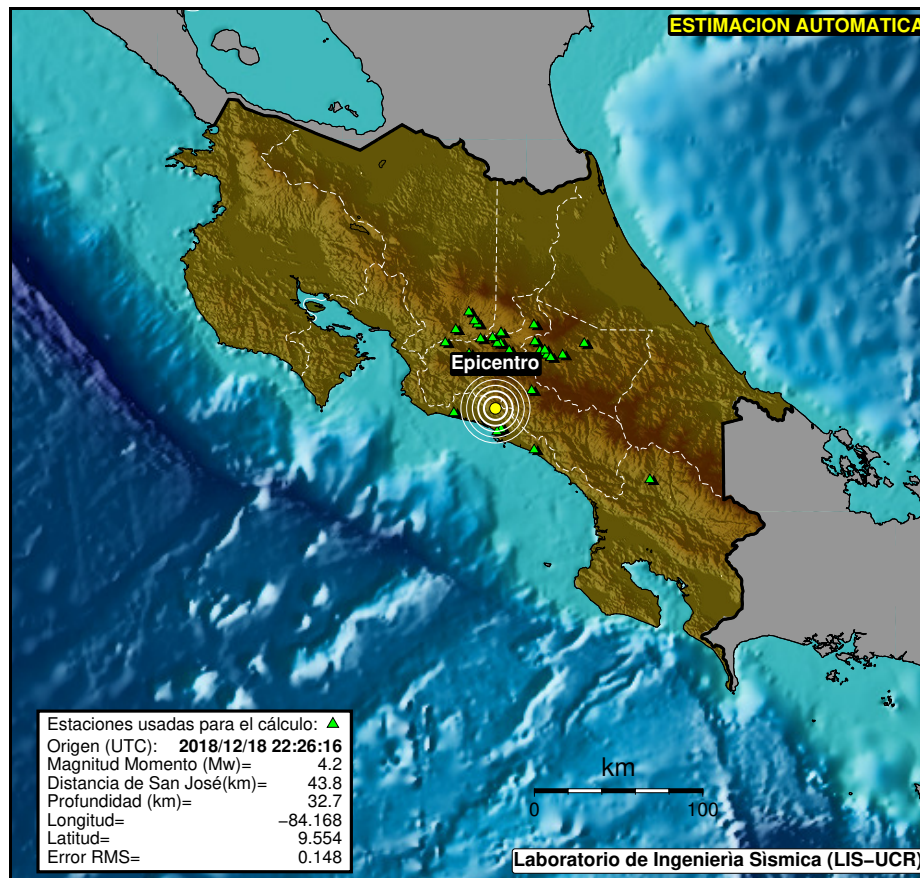 ESTIMACION AUTOMATICA
Epicentro
Estaciones usadas para el cálculo:
Origen (UTC): 2018/12/18 22:26:16
Magnitud Momento (Mw)= 4.2
Distancia de San José(km)= 43.8
Profundidad (km)= 32.7
Longitud= −84.168
Latitud= 9.554
Error RMS= 0.148
km
0 100
Laboratorio de Ingenierìa Sìsmica (LIS−UCR)